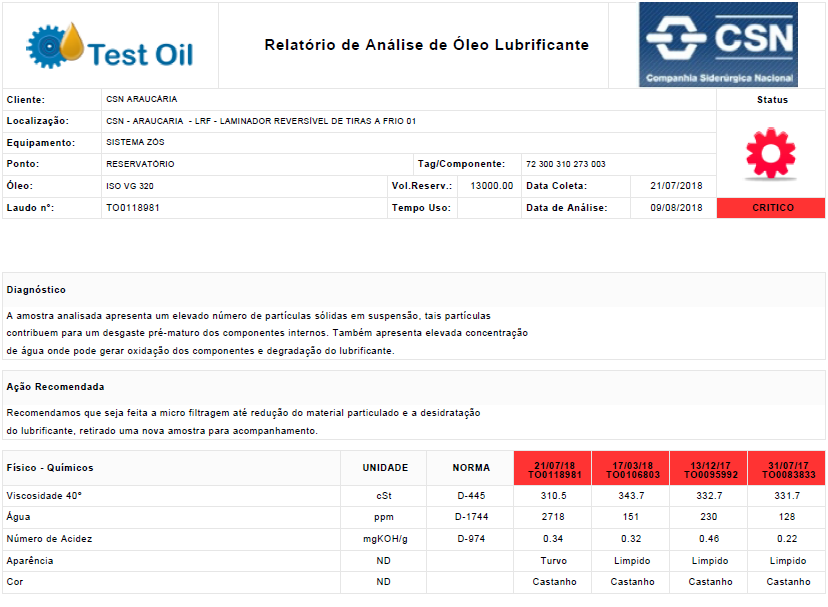 Test Oil
Relatório de Análise de Óleo Lubrificante
CSN
Companhia Siderúrgica Nacional
Cliente: CSN ARAUCÁRIA Status
Localização: CSN - ARAUCARIA - LRF - LAMINADOR REVERSÍVEL DE TIRAS A FRIO 01
Equipamento: SISTEMA ZÓS
Ponto: RESERVATÓRIO Tag/Componente: 72 300 310 273 003
Óleo: ISO VG 320 Vol.Reserv.: 13000.00 Data Coleta: 21/07/2018
Laudo nº: TO0118981 Tempo Uso: Data de Análise: 09/08/2018 CRITICO
Diagnóstico
A amostra analisada apresenta um elevado número de partículas sólidas em suspensão, tais partículas
contribuem para um desgaste pré-maturo dos componentes internos. Também apresenta elevada concentração
de água onde pode gerar oxidação dos componentes e degradação do lubrificante.
Ação Recomendada
Recomendamos que seja feita a micro filtragem até redução do material particulado e a desidratação
do lubrificante, retirado uma nova amostra para acompanhamento.
Físico - Químicos UNIDADE NORMA 21/07/18 TO0118981 17/03/18 TO0106803 13/12/17 TO0095992 31/07/17 TO0083833
Viscosidade 40° cSt D-445 310.5 343.7 332.7 331.7
Água ppm D-1744 2718 151 230 128
Número de Acidez mgKOH/g D-974 0.34 0.32 0.46 0.22
Aparência ND Turvo Limpido Limpido Limpido
Cor ND Castanho Castanho Castanho Castanho